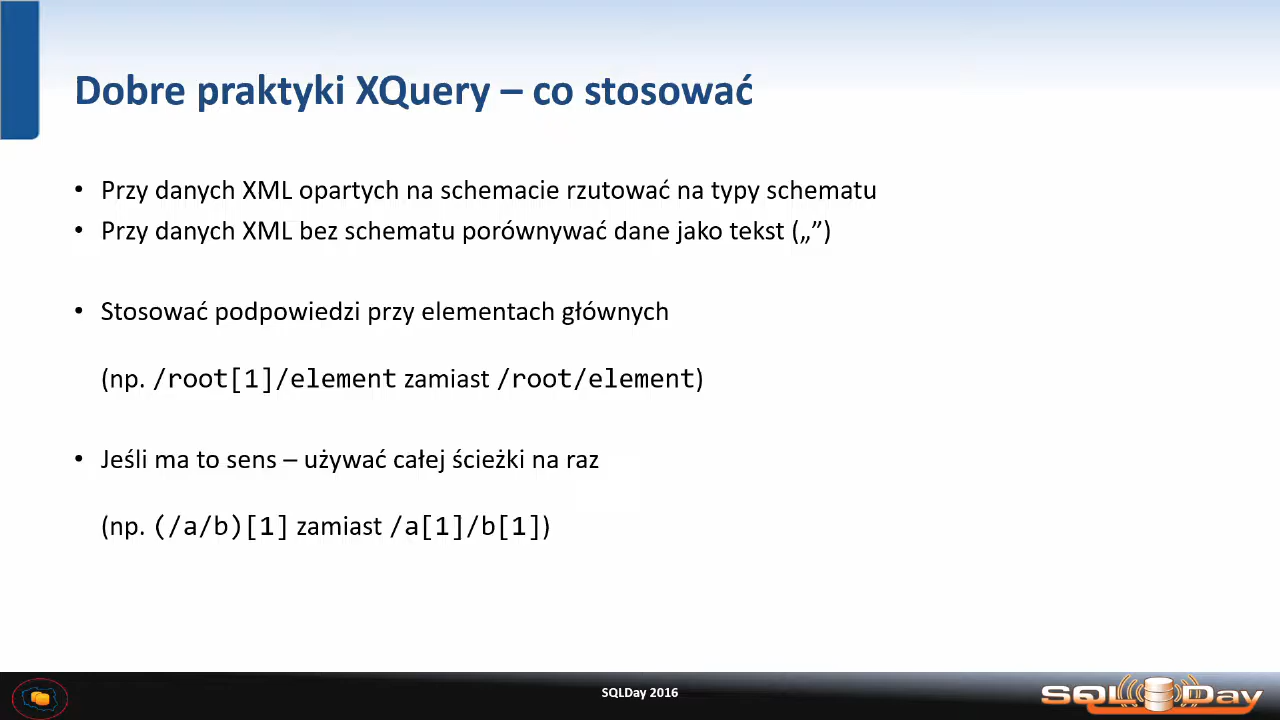 Dobre praktyki XQuery – co stosować
• Przy danych XML opartych na schemacie rzutować na typy schematu
• Przy danych XML bez schematu porównywać dane jako tekst („”)
• Stosować podpowiedzi przy elementach głównych
(np. /root[1]/element zamiast /root/element)
• Jeśli ma to sens – używać całej ścieżki na raz
(np. (/a/b)[1] zamiast /a[1]/b[1])
SQLDay 2016
SQL Day